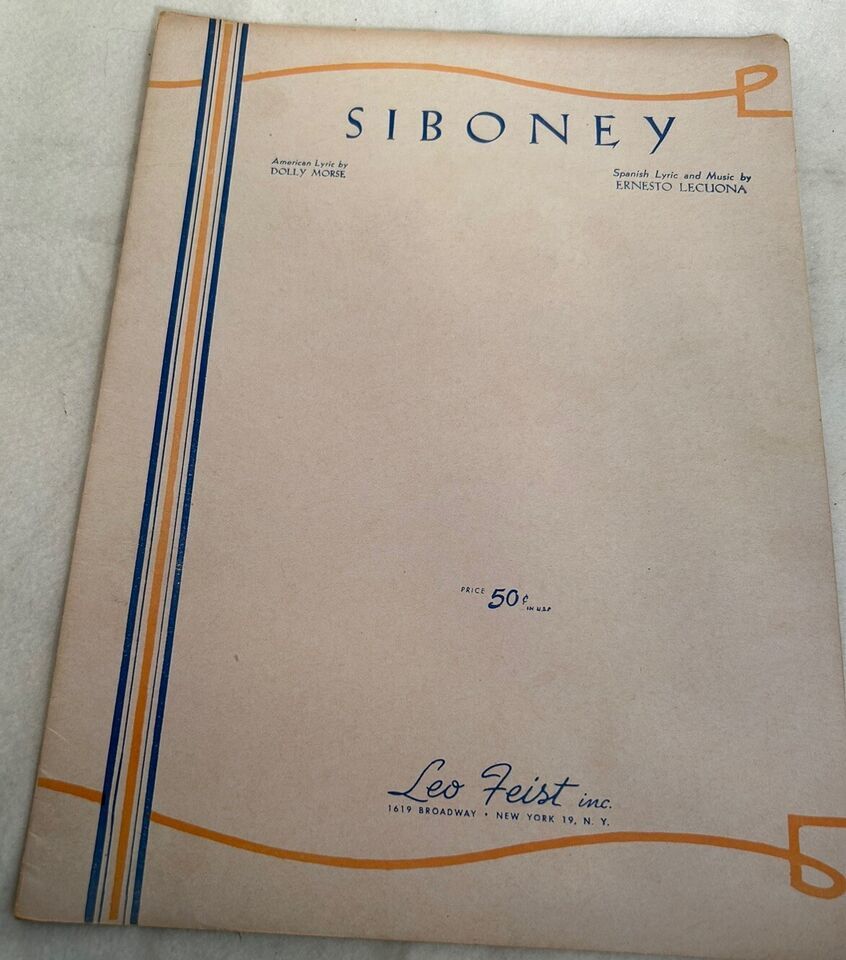 SIBONEY
American Lyric by
DOLLY MORSE
Spanish Lyric and Music by
ERNESTO LECUONA
PRICE 50¢ IN U.S.A.
Leo Feist inc.
1619 BROADWAY • NEW YORK 19, N. Y.